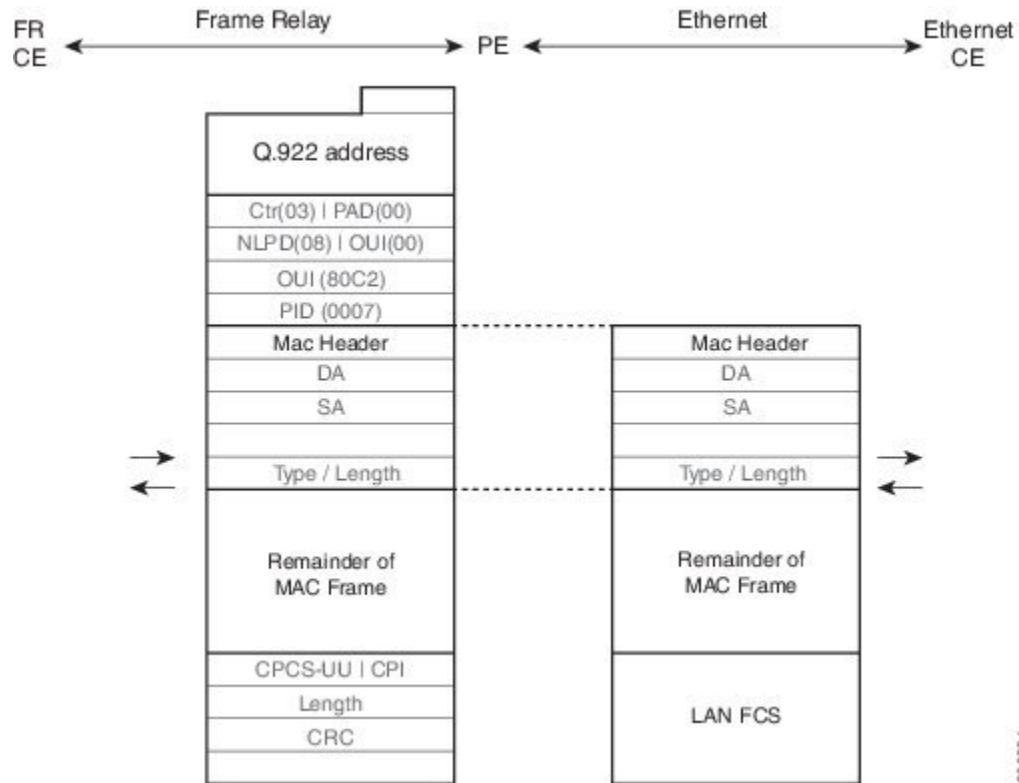 FR
CE
Frame Relay
PE
Ethernet
Ethernet
CE
Q.922 address
Ctr(03) | PAD(00)
NLPD(08) | OUI(00)
OUI (80C2)
PID (0007)
Mac Header
DA
SA
Type / Length
Remainder of
MAC Frame
CPCS-UU | CPI
Length
CRC
Mac Header
DA
SA
Type / Length
Remainder of
MAC Frame
LAN FCS